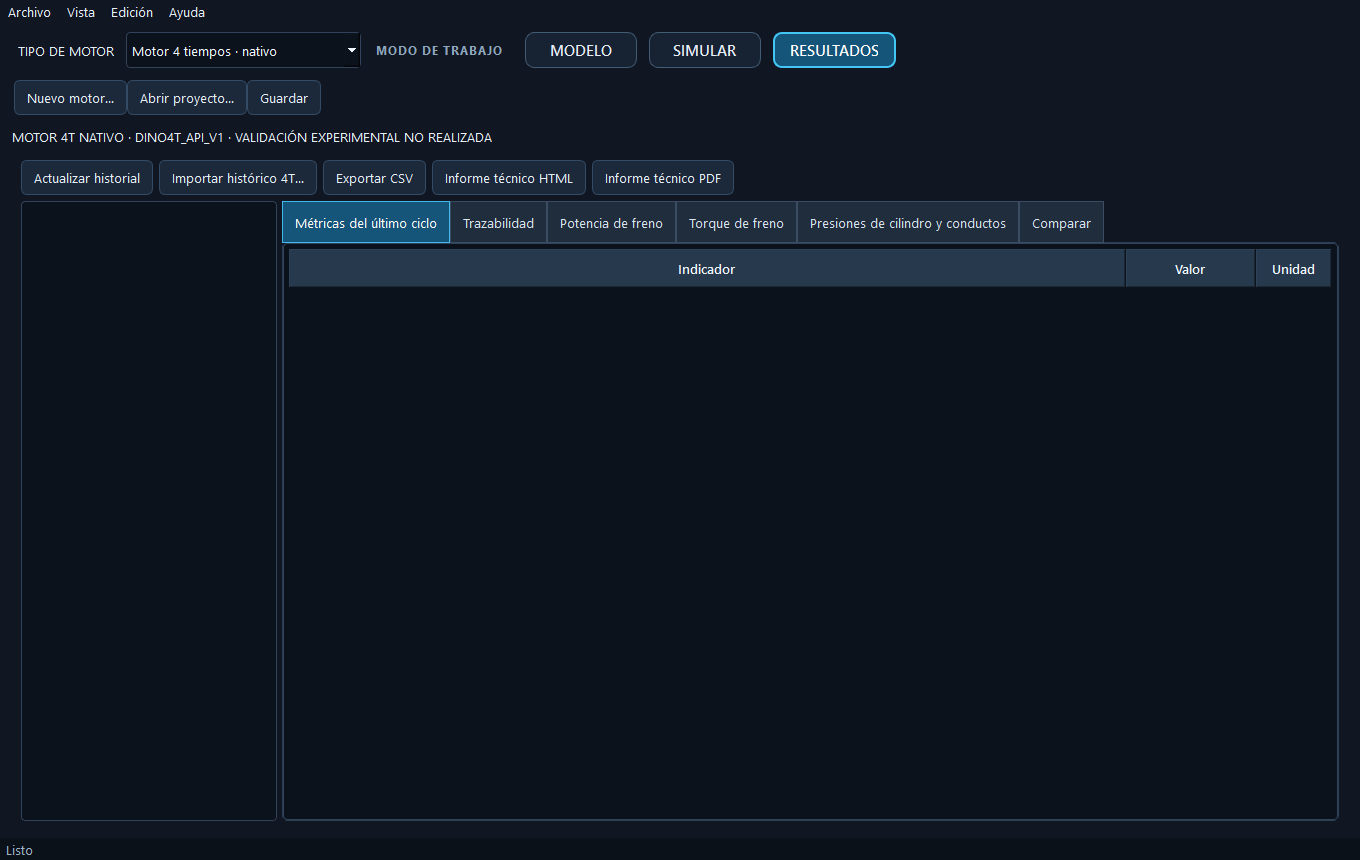 Archivo Vista Edición Ayuda
TIPO DE MOTOR Motor 4 tiempos · nativo MODO DE TRABAJO MODELO SIMULAR RESULTADOS
Nuevo motor... Abrir proyecto... Guardar
MOTOR 4T NATIVO · DINO4T_API_V1 · VALIDACIÓN EXPERIMENTAL NO REALIZADA
Actualizar historial Importar histórico 4T... Exportar CSV Informe técnico HTML Informe técnico PDF
Métricas del último ciclo Trazabilidad Potencia de freno Torque de freno Presiones de cilindro y conductos Comparar
Indicador Valor Unidad
Listo